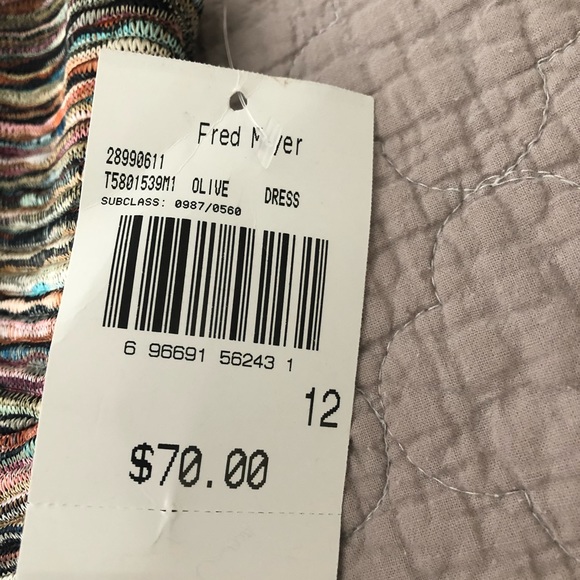 Fred Meyer
28990611
T5801539M1 OLIVE DRESS
SUBCLASS: 0987/0560
6 96691 56243 1
12
$70.00